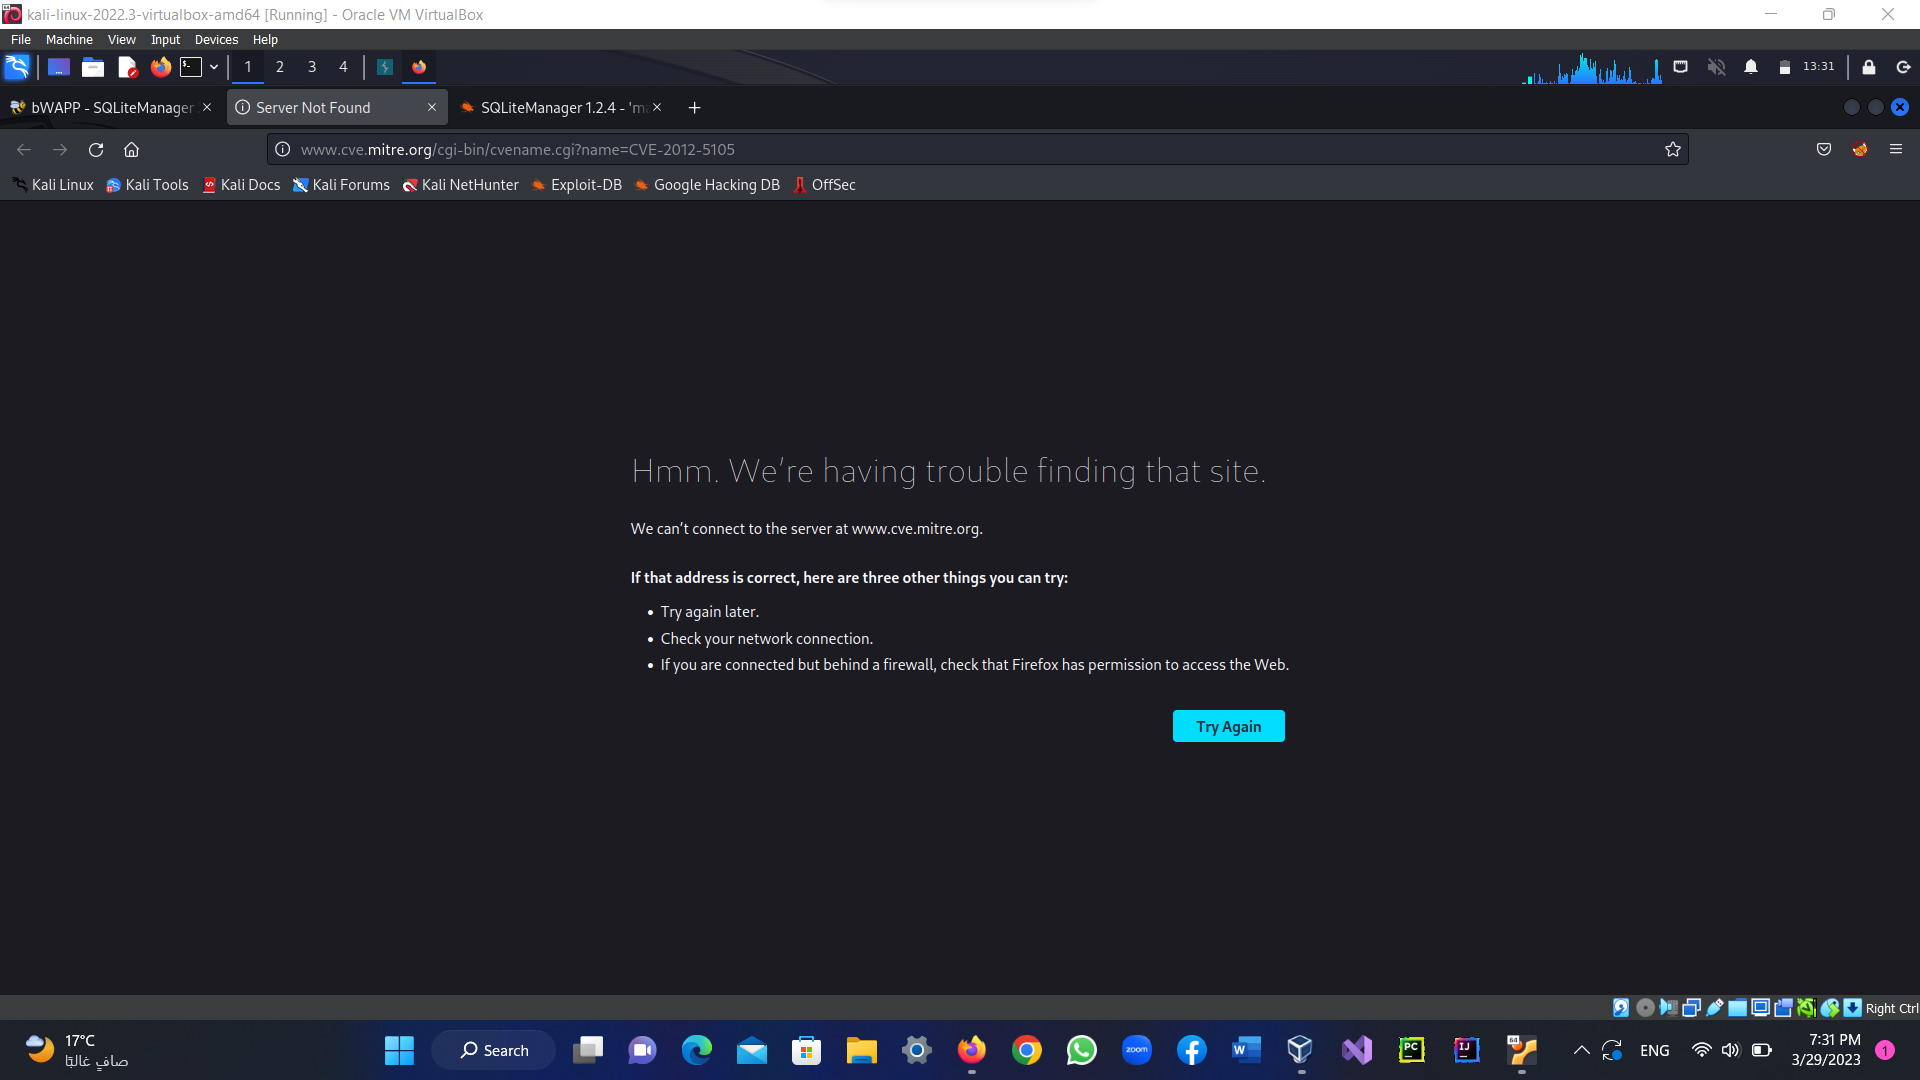 kali-linux-2022.3-virtualbox-amd64 [Running] - Oracle VM VirtualBox
File Machine View Input Devices Help
1 2 3 4 13:31
bWAPP - SQLiteManager Server Not Found SQLiteManager 1.2.4 - 'ma
www.cve.mitre.org/cgi-bin/cvename.cgi?name=CVE-2012-5105
Kali Linux Kali Tools Kali Docs Kali Forums Kali NetHunter Exploit-DB Google Hacking DB OffSec
Hmm. We're having trouble finding that site.
We can't connect to the server at www.cve.mitre.org.
If that address is correct, here are three other things you can try:
• Try again later.
• Check your network connection.
• If you are connected but behind a firewall, check that Firefox has permission to access the Web.
Try Again
Right Ctrl
17°C
صافٍ غالبًا
Search
zoom
ENG
7:31 PM
3/29/2023
1